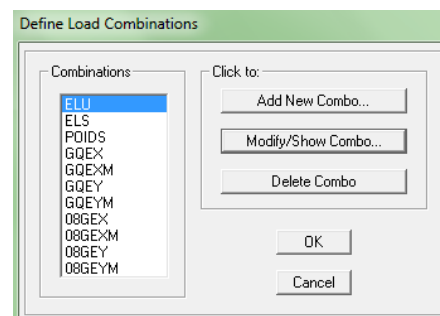 Define Load Combinations
Combinations
ELU
ELS
POIDS
GQEX
GQEXM
GQEY
GQEYM
08GEX
08GEXM
08GEY
08GEYM
Click to:
Add New Combo...
Modify/Show Combo...
Delete Combo
OK
Cancel